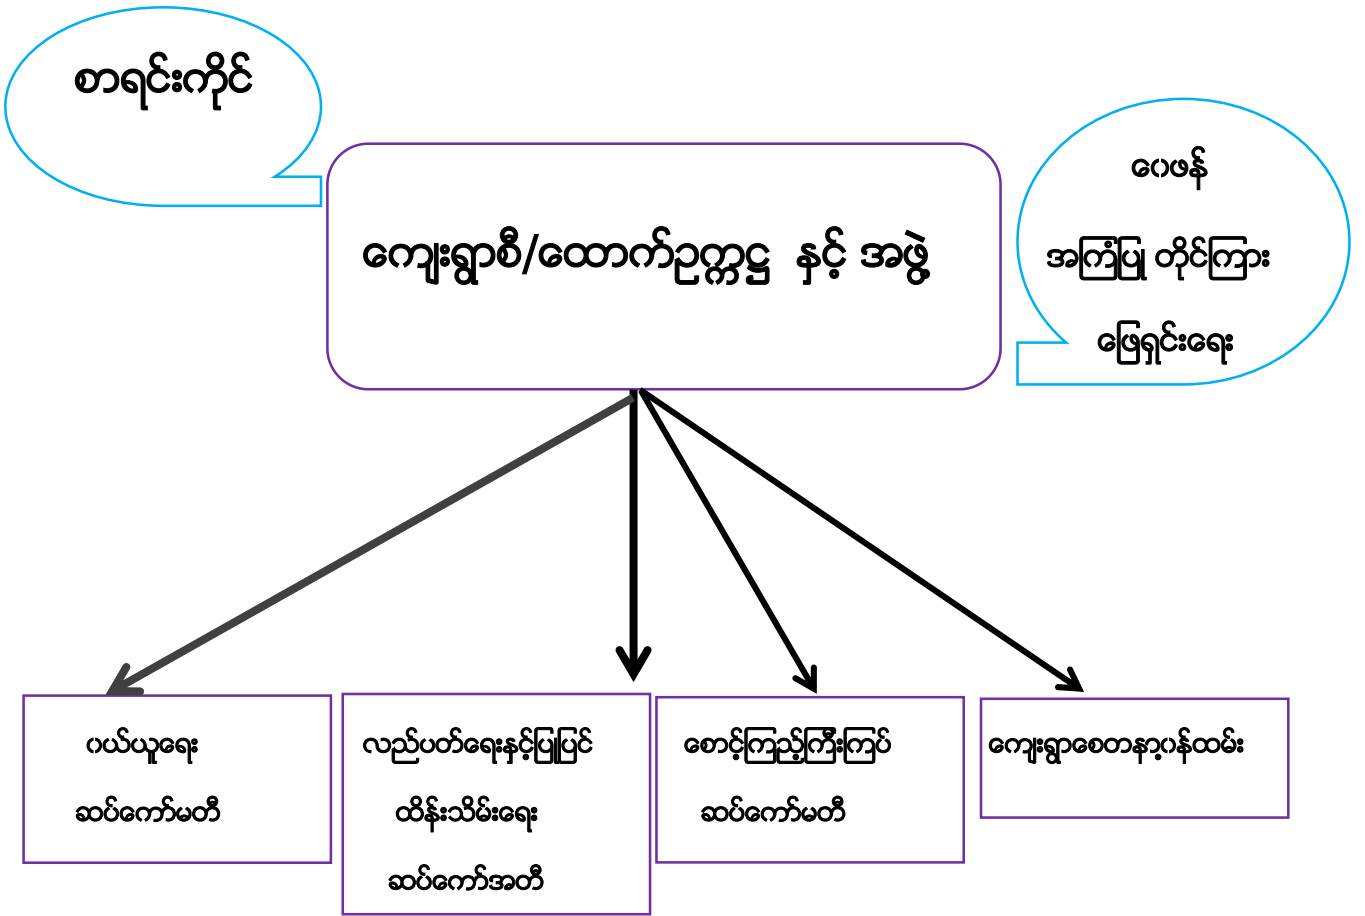 စာရင်းကိုင်
ဝေဖန်
အကြံပြု တိုင်ကြား
ဖြေရှင်းရေး
ကျေးရွာစီ/ထောက်ဥက္ကဋ္ဌ နှင့် အဖွဲ့
ဝယ်ယူရေး
ဆပ်ကော်မတီ
လည်ပတ်ရေးနှင့်ပြုပြင်
ထိန်းသိမ်းရေး
ဆပ်ကော်အတီ
စောင့်ကြည့်ကြီးကြပ်
ဆပ်ကော်မတီ
ကျေးရွာစေတနာ့ဝန်ထမ်း